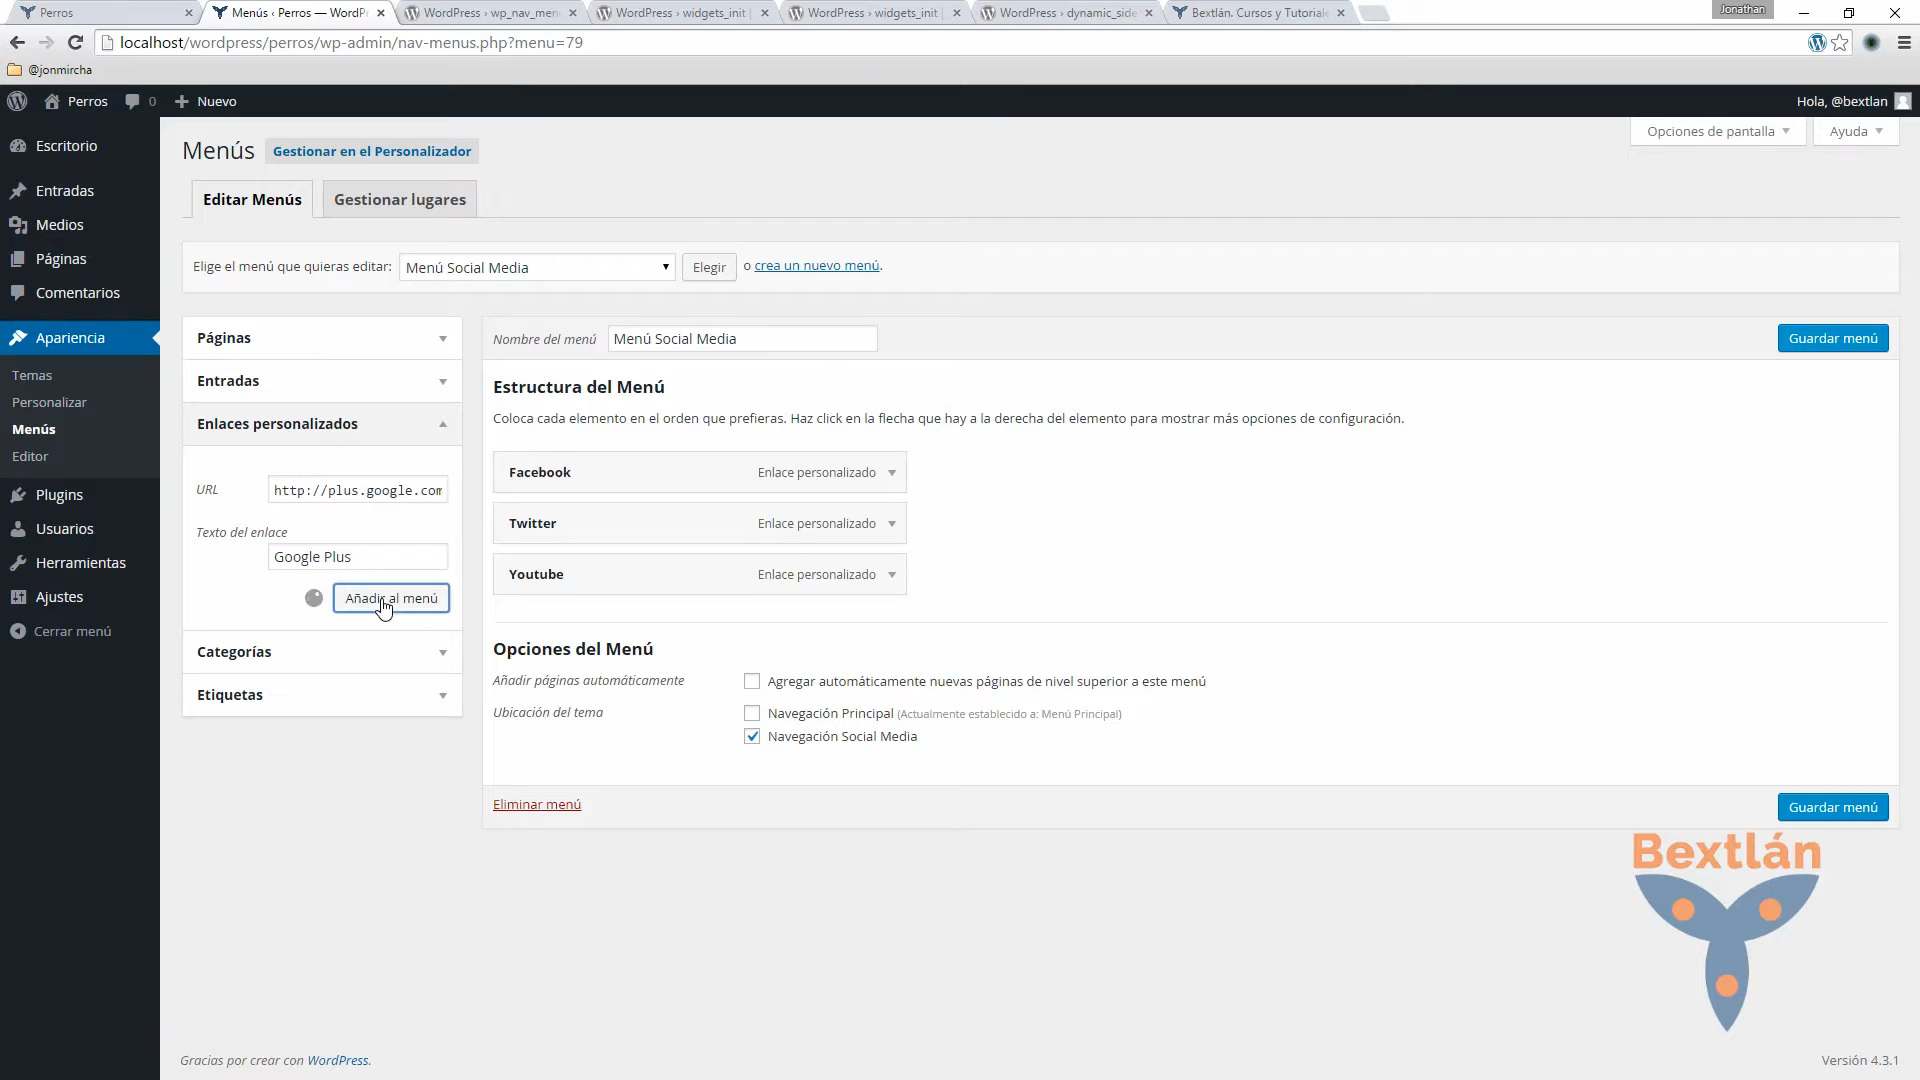 Perros
Menús ‹ Perros — WordPr
WordPress › wp_nav_men
WordPress › widgets_init |
WordPress › widgets_init |
WordPress › dynamic_side
Bextlán. Cursos y Tutoriale
Jonathan
localhost/wordpress/perros/wp-admin/nav-menus.php?menu=79
@jonmircha
Perros
0
Nuevo
Hola, @bextlan
Escritorio
Entradas
Medios
Páginas
Comentarios
Apariencia
Temas
Personalizar
Menús
Editor
Plugins
Usuarios
Herramientas
Ajustes
Cerrar menú
Opciones de pantalla
Ayuda
Menús
Gestionar en el Personalizador
Editar Menús
Gestionar lugares
Elige el menú que quieras editar:
Menú Social Media
Elegir
o crea un nuevo menú.
Páginas
Entradas
Enlaces personalizados
URL
http://plus.google.com
Texto del enlace
Google Plus
Añadir al menú
Categorías
Etiquetas
Nombre del menú
Menú Social Media
Guardar menú
Estructura del Menú
Coloca cada elemento en el orden que prefieras. Haz click en la flecha que hay a la derecha del elemento para mostrar más opciones de configuración.
Facebook Enlace personalizado
Twitter Enlace personalizado
Youtube Enlace personalizado
Opciones del Menú
Añadir páginas automáticamente
Agregar automáticamente nuevas páginas de nivel superior a este menú
Ubicación del tema
Navegación Principal (Actualmente establecido a: Menú Principal)
Navegación Social Media
Eliminar menú
Guardar menú
Bextlán
Gracias por crear con WordPress.
Versión 4.3.1